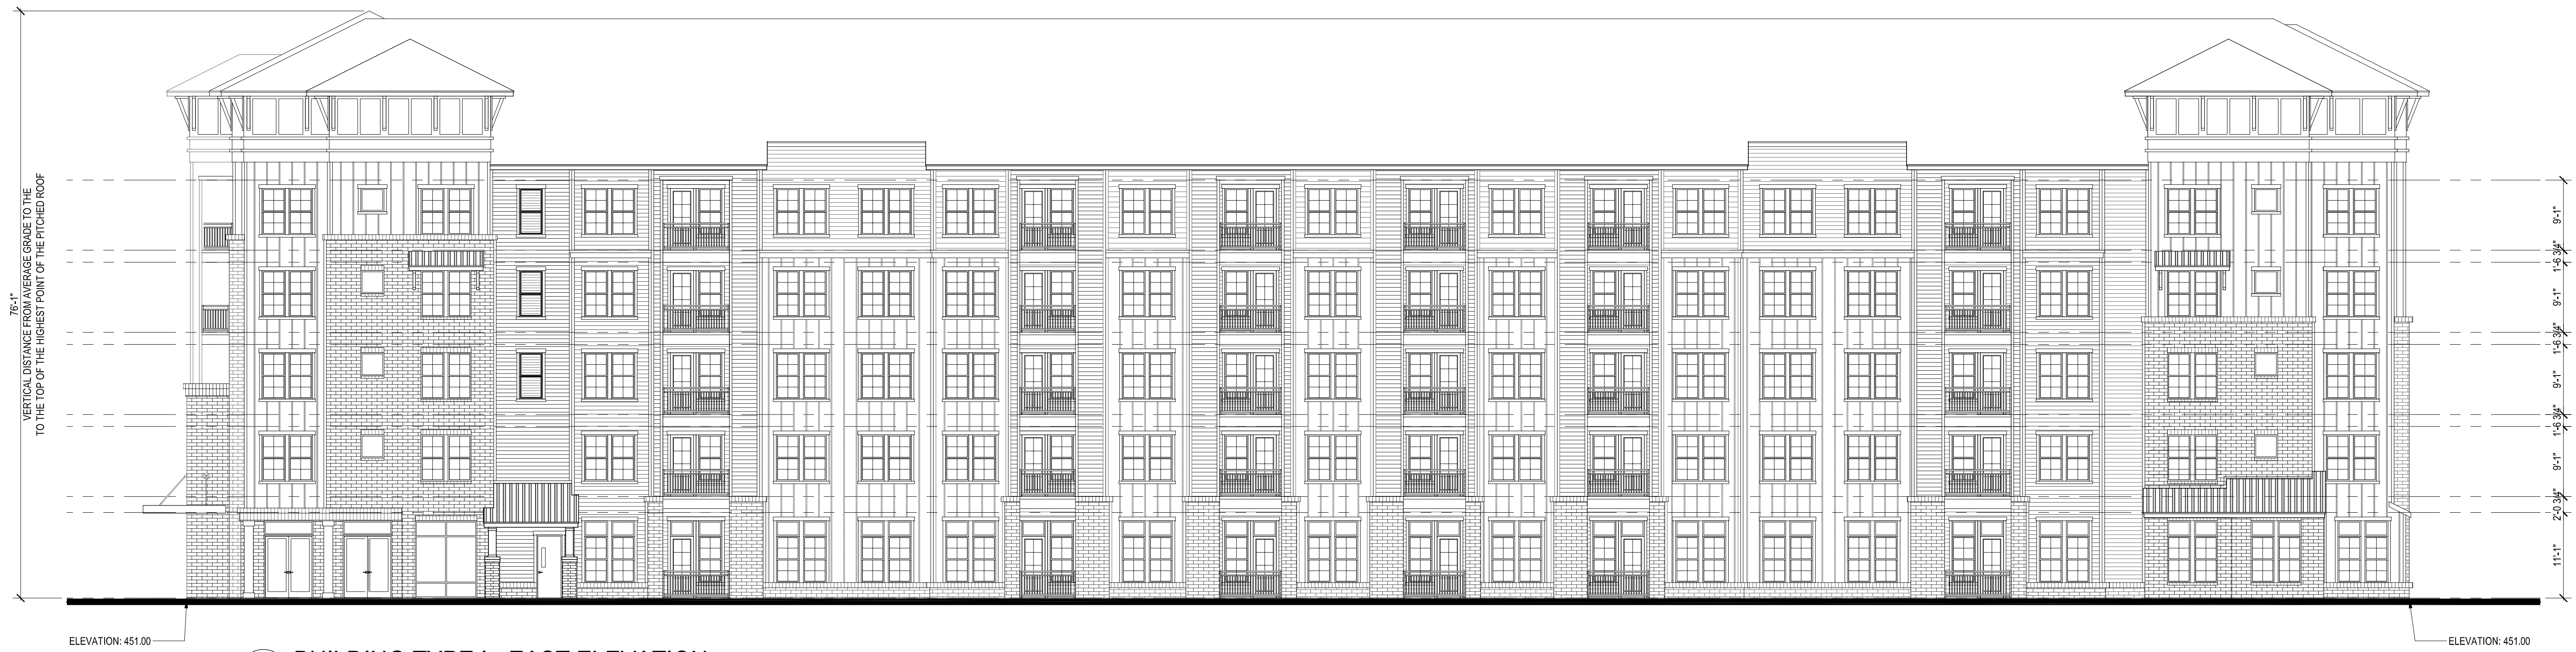 76'-1"
VERTICAL DISTANCE FROM AVERAGE GRADE TO THE
TO THE TOP OF THE HIGHEST POINT OF THE PITCHED ROOF
9'-1"
1'-6 3/4"
9'-1"
1'-6 3/4"
9'-1"
1'-6 3/4"
9'-1"
2'-0 3/4"
11'-1"
ELEVATION: 451.00
ELEVATION: 451.00
EAST ELEVATION